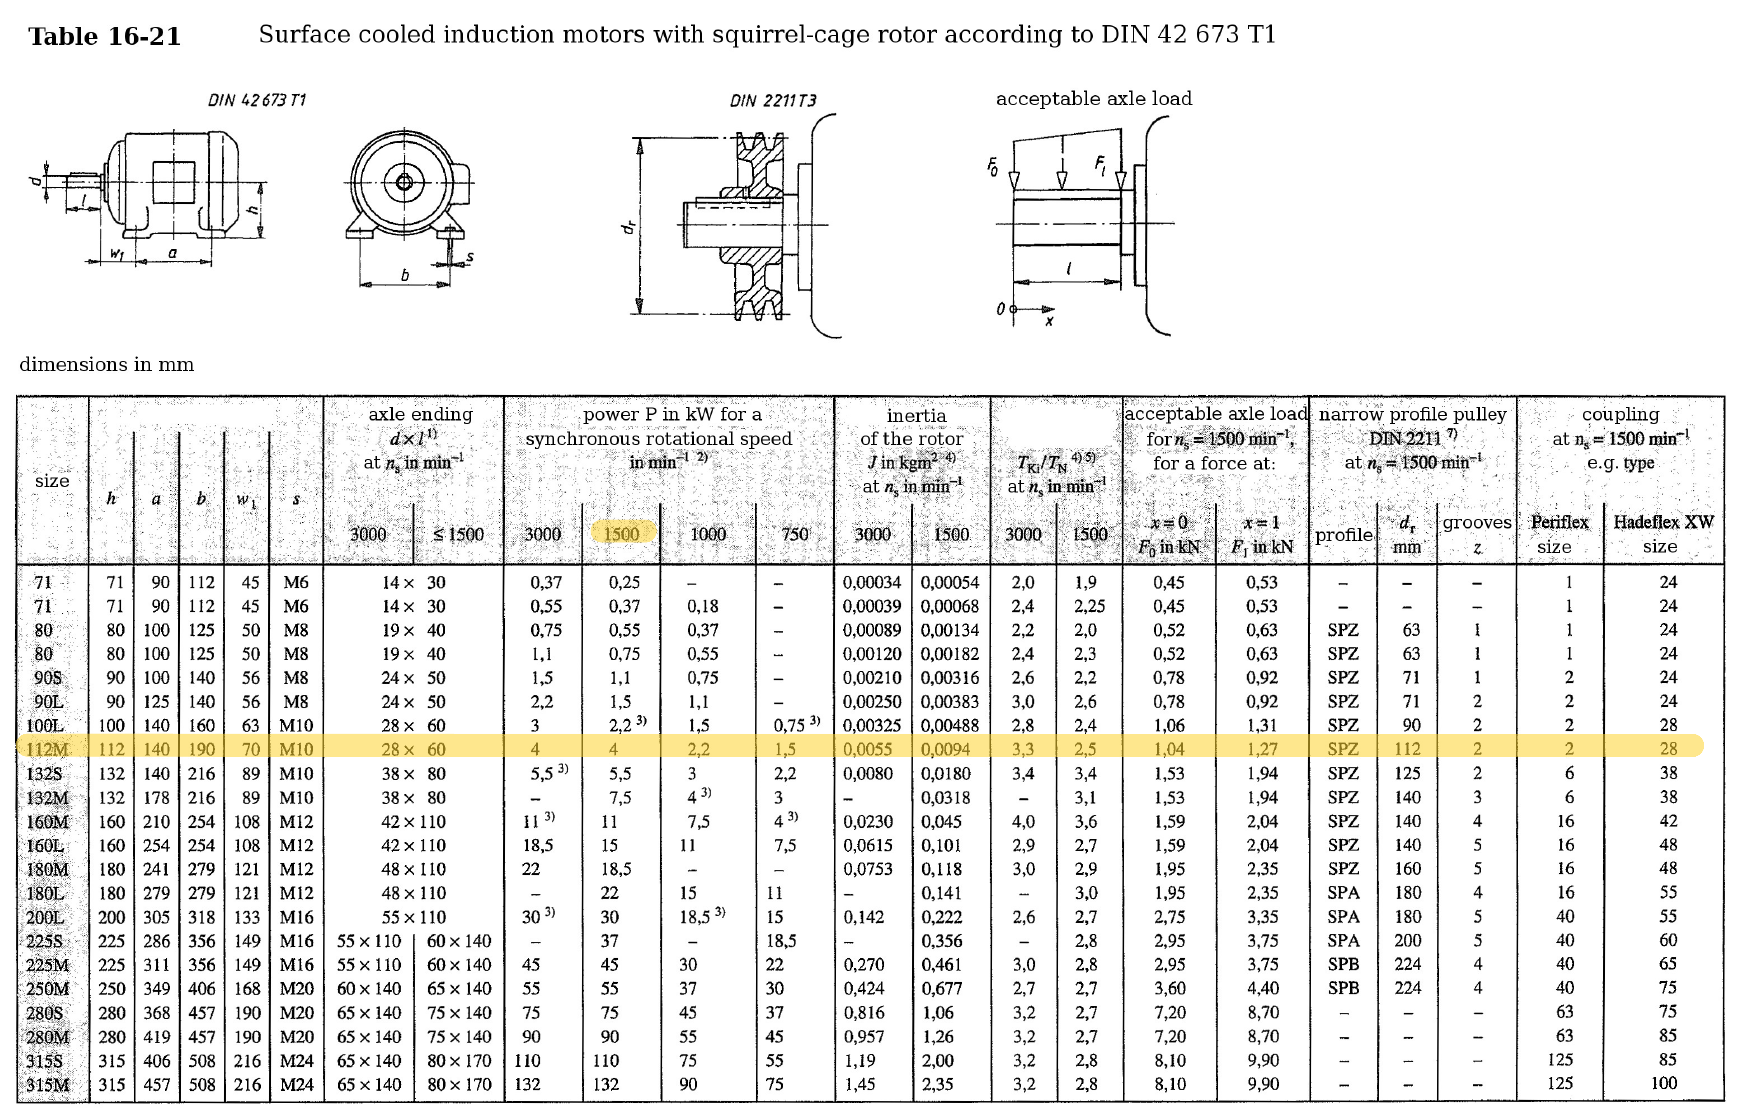 Table 16-21 Surface cooled induction motors with squirrel-cage rotor according to DIN 42 673 T1
DIN 42673 T1 DIN 2211T3 acceptable axle load
d l h w₁ a b s dᵣ F₀ F₁ l 0 x
dimensions in mm
size h a b w₁ s
axle ending
d×l ¹⁾
at nₛ in min⁻¹
3000 ≤ 1500
power P in kW for a
synchronous rotational speed
in min⁻¹ ²⁾
3000 1500 1000 750
inertia
of the rotor
J in kgm² ⁴⁾
at nₛ in min⁻¹
3000 1500
T_Ki/T_N ⁴⁾ ⁵⁾
at nₛ in min⁻¹
3000 1500
acceptable axle load
for nₛ = 1500 min⁻¹,
for a force at:
x = 0 x = 1
F₀ in kN F₁ in kN
narrow profile pulley
DIN 2211 ⁷⁾
at nₛ = 1500 min⁻¹
profile dᵣ mm grooves z
coupling
at nₛ = 1500 min⁻¹
e.g. type
Periflex size Hadeflex XW size
71 71 90 112 45 M6 14 × 30 0,37 0,25 – – 0,00034 0,00054 2,0 1,9 0,45 0,53 – – – 1 24
71 71 90 112 45 M6 14 × 30 0,55 0,37 0,18 – 0,00039 0,00068 2,4 2,25 0,45 0,53 – – – 1 24
80 80 100 125 50 M8 19 × 40 0,75 0,55 0,37 – 0,00089 0,00134 2,2 2,0 0,52 0,63 SPZ 63 1 1 24
80 80 100 125 50 M8 19 × 40 1,1 0,75 0,55 – 0,00120 0,00182 2,4 2,3 0,52 0,63 SPZ 63 1 1 24
90S 90 100 140 56 M8 24 × 50 1,5 1,1 0,75 – 0,00210 0,00316 2,6 2,2 0,78 0,92 SPZ 71 1 2 24
90L 90 125 140 56 M8 24 × 50 2,2 1,5 1,1 – 0,00250 0,00383 3,0 2,6 0,78 0,92 SPZ 71 2 2 24
100L 100 140 160 63 M10 28 × 60 3 2,2 ³⁾ 1,5 0,75 ³⁾ 0,00325 0,00488 2,8 2,4 1,06 1,31 SPZ 90 2 2 28
112M 112 140 190 70 M10 28 × 60 4 4 2,2 1,5 0,0055 0,0094 3,3 2,5 1,04 1,27 SPZ 112 2 2 28
132S 132 140 216 89 M10 38 × 80 5,5 ³⁾ 5,5 3 2,2 0,0080 0,0180 3,4 3,4 1,53 1,94 SPZ 125 2 6 38
132M 132 178 216 89 M10 38 × 80 – 7,5 4 ³⁾ 3 – 0,0318 – 3,1 1,53 1,94 SPZ 140 3 6 38
160M 160 210 254 108 M12 42 × 110 11 ³⁾ 11 7,5 4 ³⁾ 0,0230 0,045 4,0 3,6 1,59 2,04 SPZ 140 4 16 42
160L 160 254 254 108 M12 42 × 110 18,5 15 11 7,5 0,0615 0,101 2,9 2,7 1,59 2,04 SPZ 140 5 16 48
180M 180 241 279 121 M12 48 × 110 22 18,5 – – 0,0753 0,118 3,0 2,9 1,95 2,35 SPZ 160 5 16 48
180L 180 279 279 121 M12 48 × 110 – 22 15 11 – 0,141 – 3,0 1,95 2,35 SPA 180 4 16 55
200L 200 305 318 133 M16 55 × 110 30 ³⁾ 30 18,5 ³⁾ 15 0,142 0,222 2,6 2,7 2,75 3,35 SPA 180 5 40 55
225S 225 286 356 149 M16 55 × 110 60 × 140 – 37 – 18,5 – 0,356 – 2,8 2,95 3,75 SPA 200 5 40 60
225M 225 311 356 149 M16 55 × 110 60 × 140 45 45 30 22 0,270 0,461 3,0 2,8 2,95 3,75 SPB 224 4 40 65
250M 250 349 406 168 M20 60 × 140 65 × 140 55 55 37 30 0,424 0,677 2,7 2,7 3,60 4,40 SPB 224 4 40 75
280S 280 368 457 190 M20 65 × 140 75 × 140 75 75 45 37 0,816 1,06 3,2 2,7 7,20 8,70 – – – 63 75
280M 280 419 457 190 M20 65 × 140 75 × 140 90 90 55 45 0,957 1,26 3,2 2,7 7,20 8,70 – – – 63 85
315S 315 406 508 216 M24 65 × 140 80 × 170 110 110 75 55 1,19 2,00 3,2 2,8 8,10 9,90 – – – 125 85
315M 315 457 508 216 M24 65 × 140 80 × 170 132 132 90 75 1,45 2,35 3,2 2,8 8,10 9,90 – – – 125 100